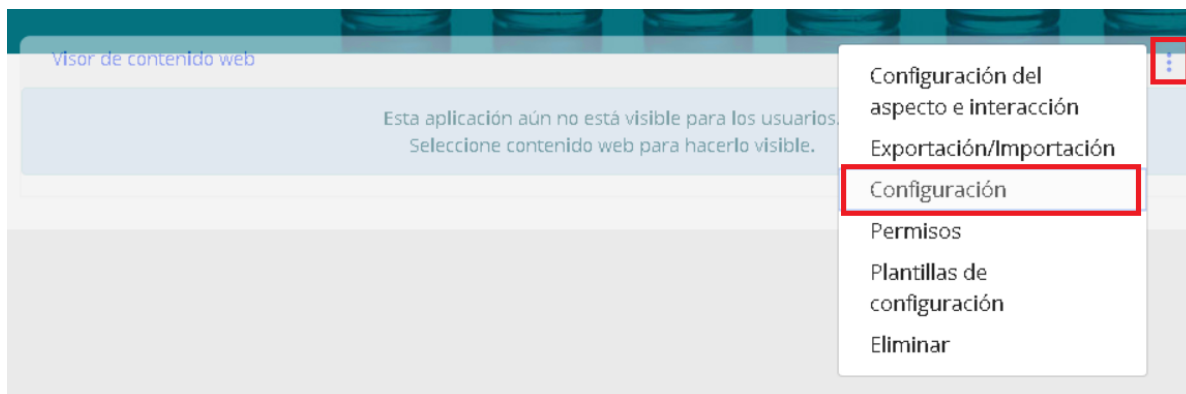 Visor de contenido web
Esta aplicación aún no está visible para los usuarios.
Seleccione contenido web para hacerlo visible.
Configuración del
aspecto e interacción
Exportación/Importación
Configuración
Permisos
Plantillas de
configuración
Eliminar